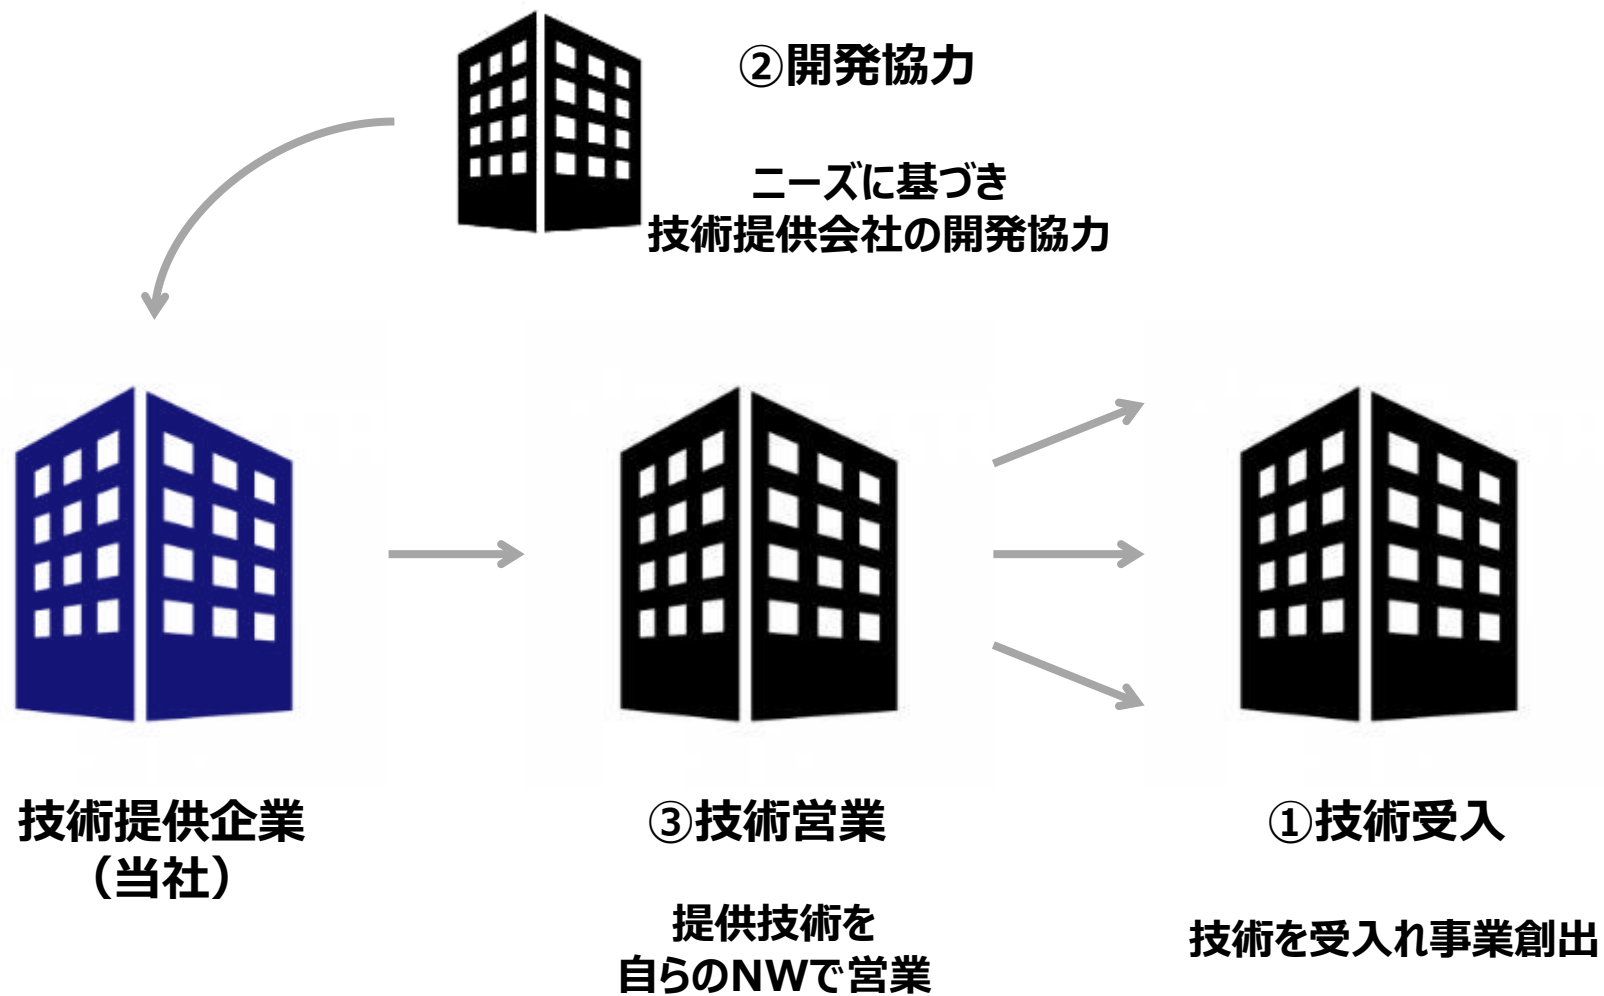 ②開発協力
ニーズに基づき
技術提供会社の開発協力
技術提供企業
（当社）
③技術営業
提供技術を
自らのNWで営業
①技術受入
技術を受入れ事業創出